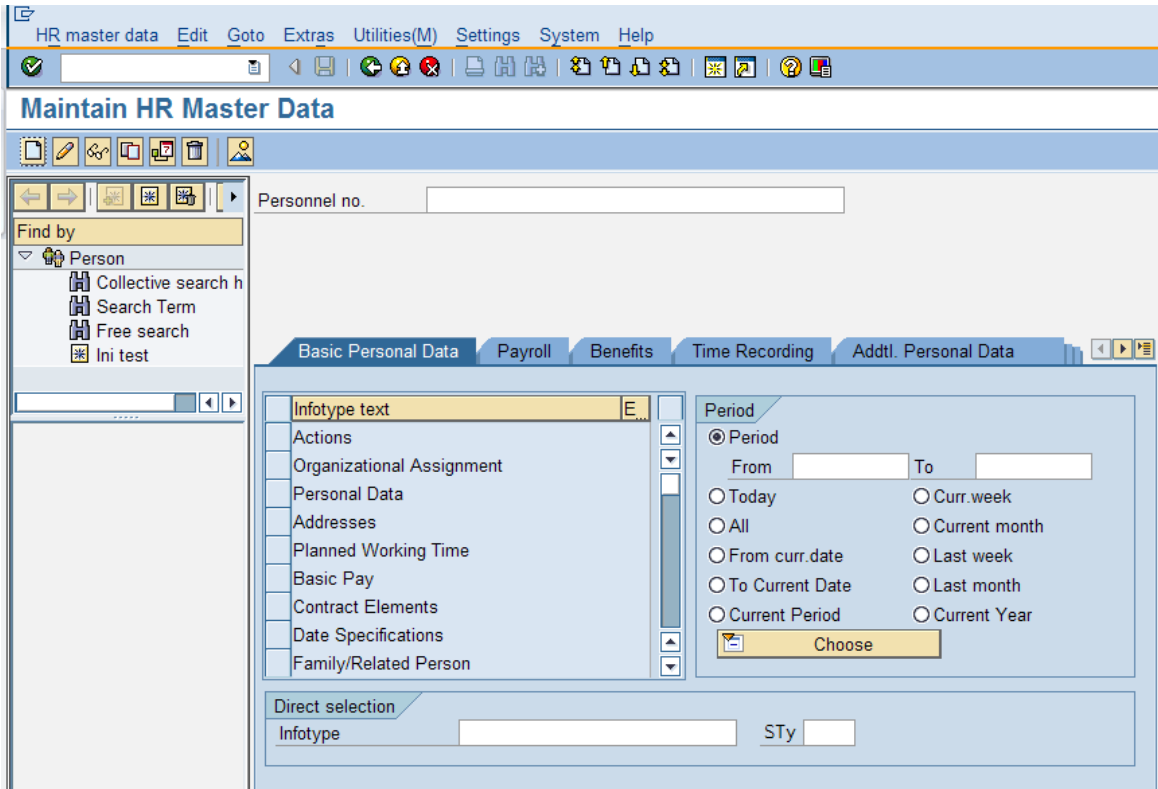 HR master data Edit Goto Extras Utilities(M) Settings System Help
Maintain HR Master Data
Personnel no.
Find by
Person
Collective search h
Search Term
Free search
Ini test
Basic Personal Data Payroll Benefits Time Recording Addtl. Personal Data
Infotype text E..
Actions
Organizational Assignment
Personal Data
Addresses
Planned Working Time
Basic Pay
Contract Elements
Date Specifications
Family/Related Person
Period
Period
From To
Today Curr.week
All Current month
From curr.date Last week
To Current Date Last month
Current Period Current Year
Choose
Direct selection
Infotype STy